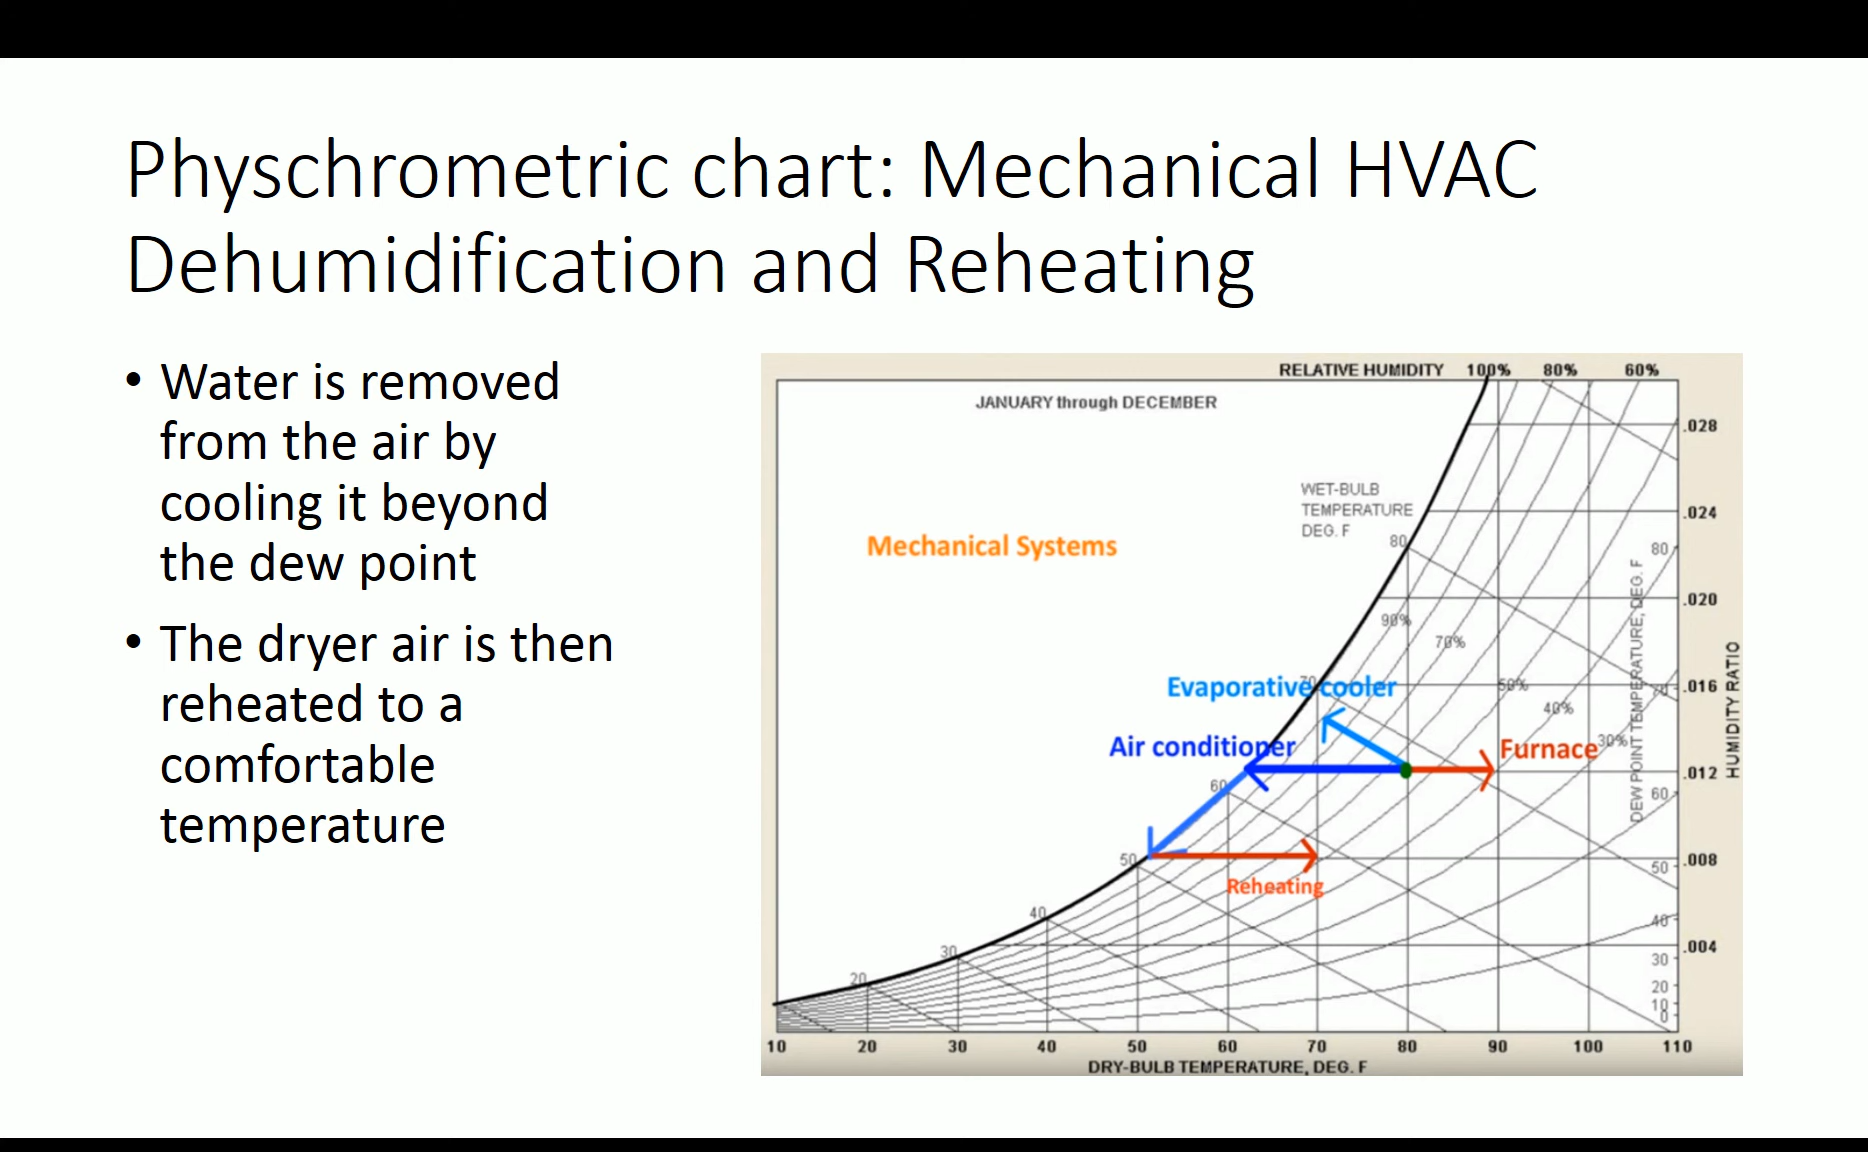 Physchrometric chart: Mechanical HVAC
Dehumidification and Reheating
• Water is removed
from the air by
cooling it beyond
the dew point
• The dryer air is then
reheated to a
comfortable
temperature
RELATIVE HUMIDITY 100% 80% 60%
JANUARY through DECEMBER
.028
WET-BULB
TEMPERATURE
DEG. F
.024
Mechanical Systems
80
80
.020
90%
70%
DEW POINT TEMPERATURE, DEG. F
HUMIDITY RATIO
Evaporative cooler
70
50%
70
.016
40%
30%
Air conditioner
Furnace
.012
60
60
50
.008
50
Reheating
40
40
30
.004
30
20
20
10
0
10 20 30 40 50 60 70 80 90 100 110
DRY-BULB TEMPERATURE, DEG. F